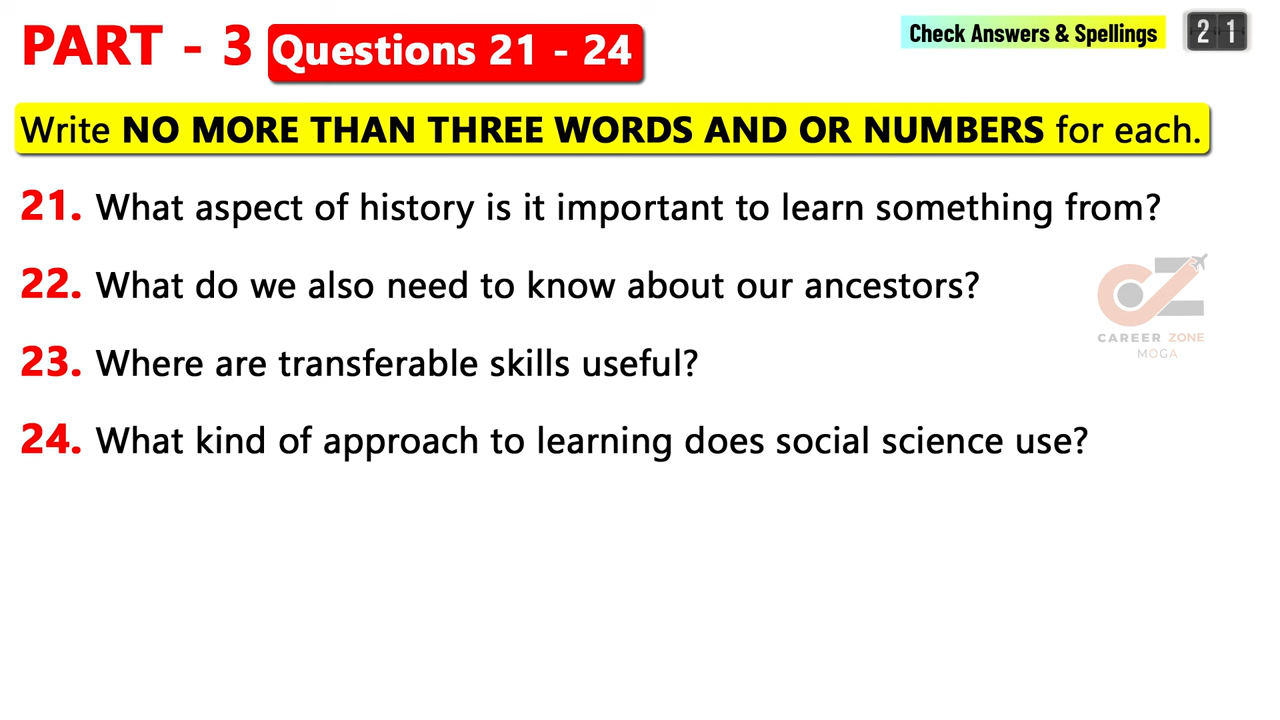 PART - 3 Questions 21 - 24
Check Answers & Spellings 21
Write NO MORE THAN THREE WORDS AND OR NUMBERS for each.
21. What aspect of history is it important to learn something from?
22. What do we also need to know about our ancestors?
23. Where are transferable skills useful?
24. What kind of approach to learning does social science use?
CAREER ZONE
MOGA